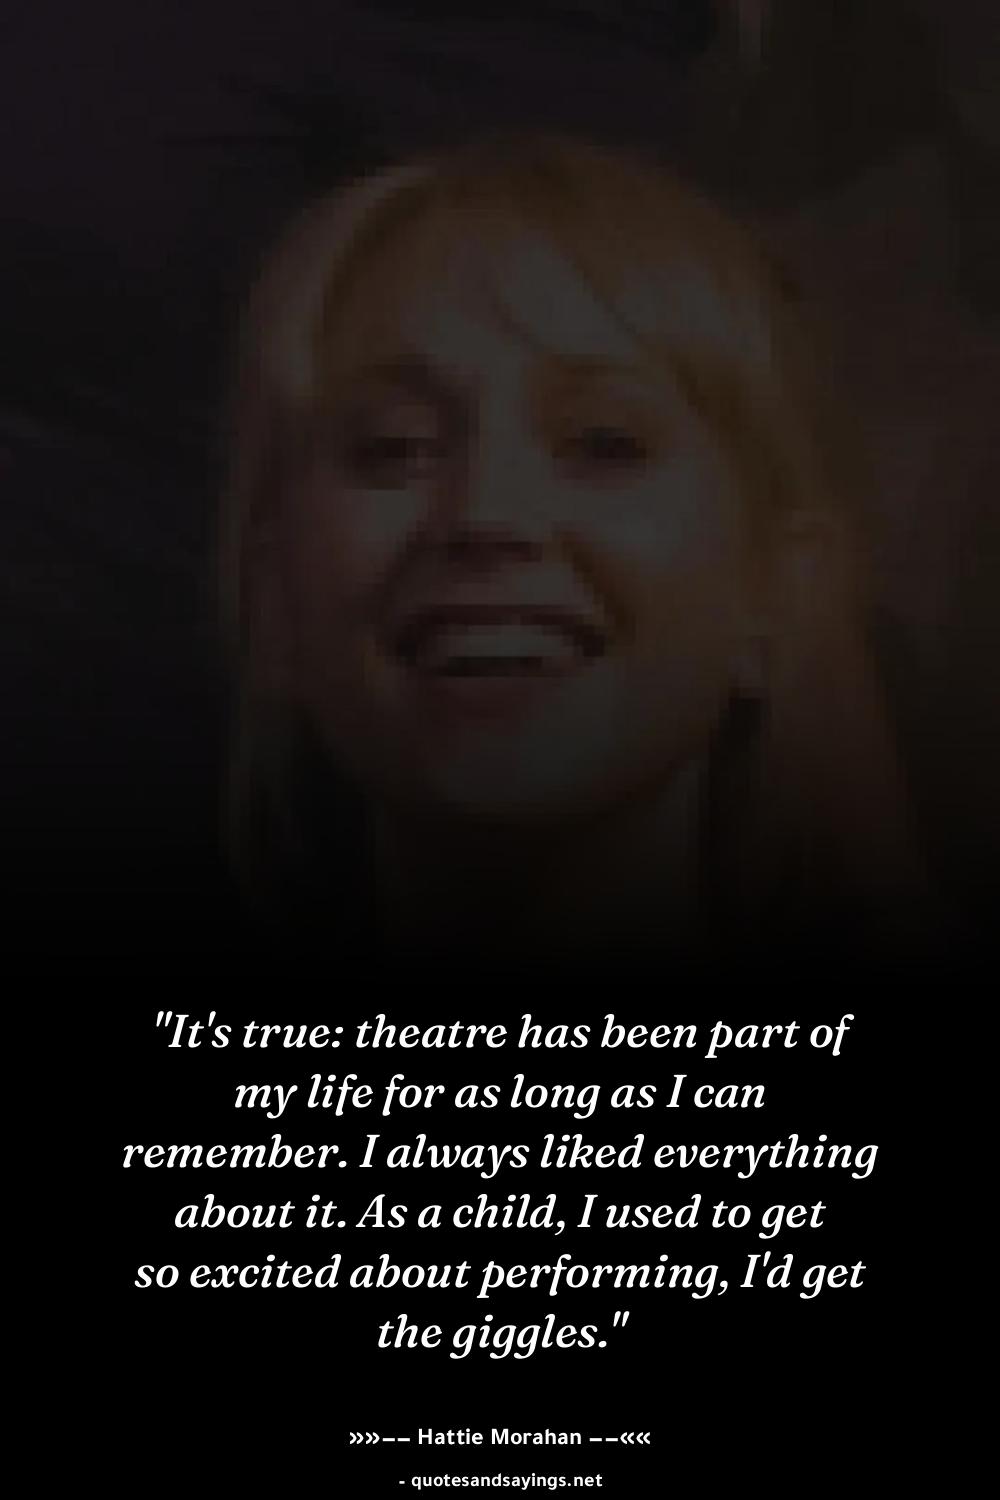 "It's true: theatre has been part of
my life for as long as I can
remember. I always liked everything
about it. As a child, I used to get
so excited about performing, I'd get
the giggles."
»»−− Hattie Morahan −−««
- quotesandsayings.net